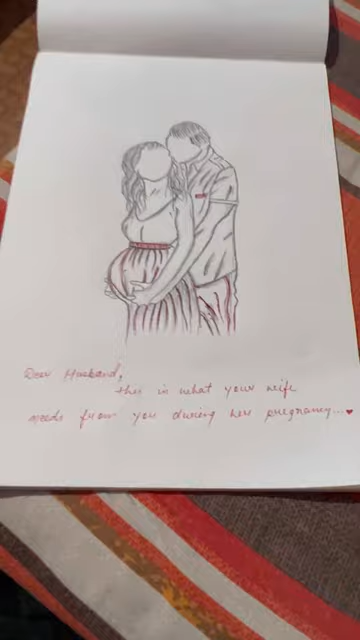 Dear Husband,
this is what your wife
needs from you during her pregnancy...♥